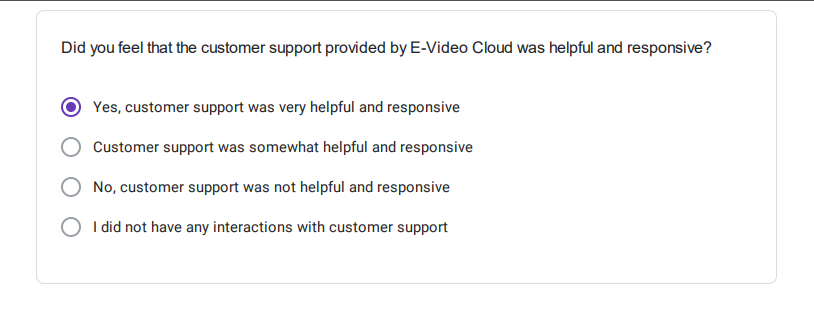 Did you feel that the customer support provided by E-Video Cloud was helpful and responsive?
Yes, customer support was very helpful and responsive
Customer support was somewhat helpful and responsive
No, customer support was not helpful and responsive
I did not have any interactions with customer support